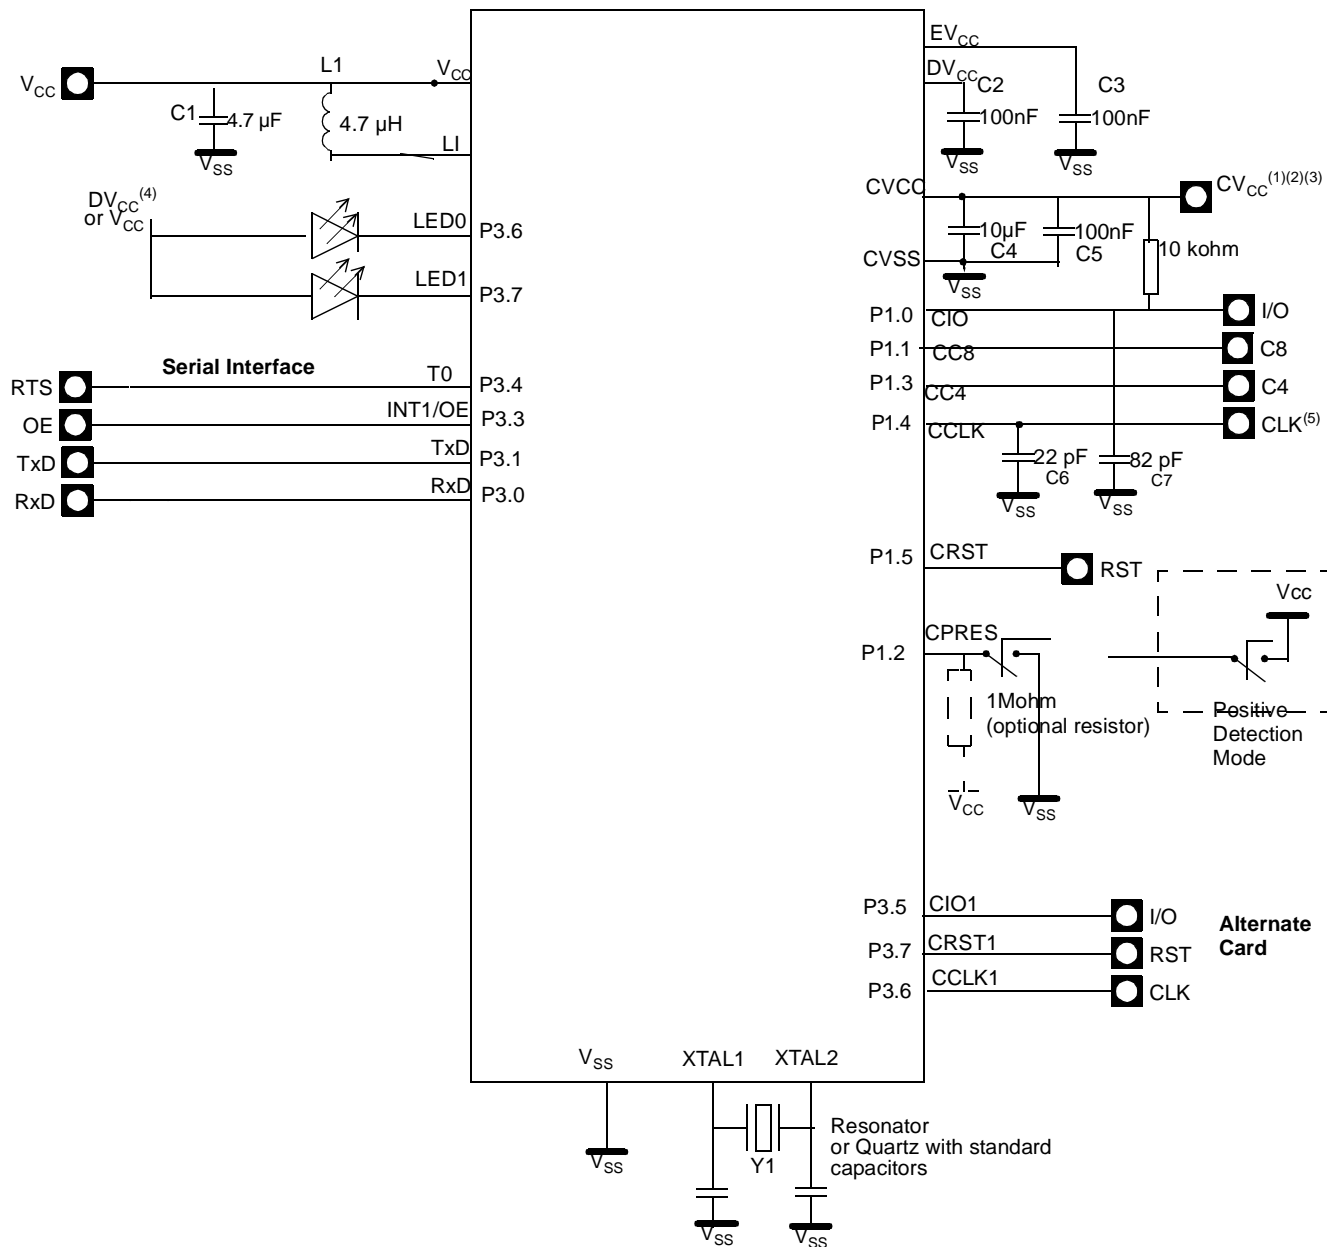 EVCC
DVCC
C2
C3
100nF
100nF
VSS
VSS
L1
VCC
VCC
C1
4.7 µF
4.7 µH
LI
VSS
CVCC
CVCC(1)(2)(3)
10µF
100nF
C4
C5
10 kohm
CVSS
VSS
DVCC(4)
or VCC
LED0
P3.6
LED1
P3.7
P1.0
CIO
I/O
P1.1
CC8
C8
P1.3
CC4
C4
P1.4
CCLK
CLK(5)
22 pF
82 pF
C6
C7
VSS
VSS
Serial Interface
RTS
T0
P3.4
OE
INT1/OE
P3.3
TxD
TxD
P3.1
RxD
RxD
P3.0
P1.5
CRST
RST
Vcc
P1.2
CPRES
1Mohm
(optional resistor)
Positive
Detection
Mode
VCC
VSS
P3.5
CIO1
I/O
Alternate
Card
P3.7
CRST1
RST
P3.6
CCLK1
CLK
VSS
XTAL1
XTAL2
Resonator
or Quartz with standard
capacitors
Y1
VSS
VSS
VSS